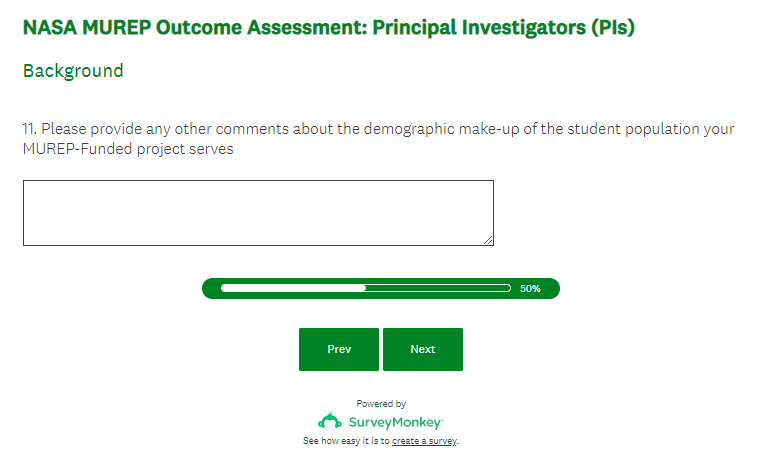 NASA MUREP Outcome Assessment: Principal Investigators (PIs)
Background
11. Please provide any other comments about the demographic make-up of the student population your
MUREP-Funded project serves
50%
Prev
Next
Powered by
SurveyMonkey
See how easy it is to create a survey.